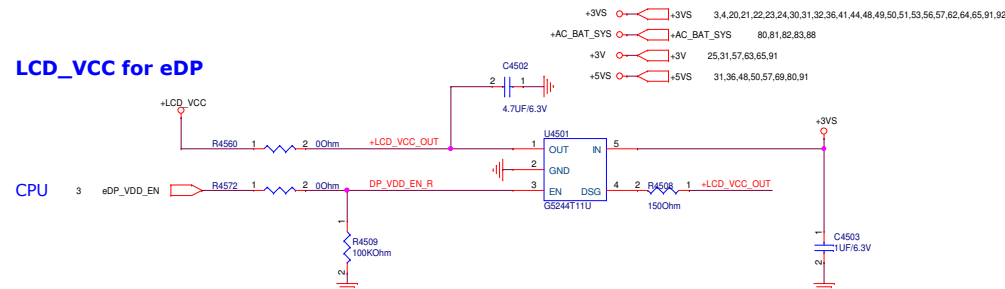 +3VS +3VS 3,4,20,21,22,23,24,30,31,32,36,41,44,48,49,50,51,53,56,57,62,64,65,91,92
+AC_BAT_SYS +AC_BAT_SYS 80,81,82,83,88
+3V +3V 25,31,57,63,65,91
+5VS +5VS 31,36,48,50,57,69,80,91
LCD_VCC for eDP
C4502
2 1
4.7UF/6.3V
+LCD_VCC
+3VS
U4501
R4560 1 2 0Ohm +LCD_VCC_OUT 1 OUT IN 5
2 GND
CPU 3 eDP_VDD_EN R4572 1 2 0Ohm DP_VDD_EN_R 3 EN DSG 4 2 R4508 1 +LCD_VCC_OUT
G5244T11U 150Ohm
1
R4509
100KOhm
2
1
C4503
1UF/6.3V
2